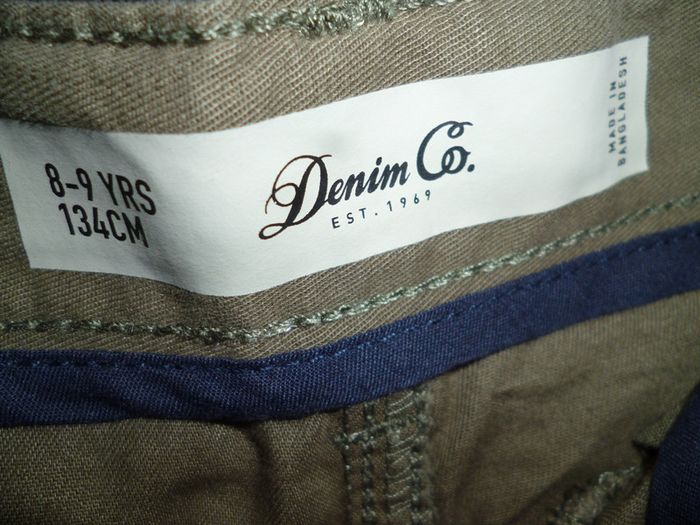 8-9 YRS
134CM
Denim Co.
EST. 1969
MADE IN
BANGLADESH